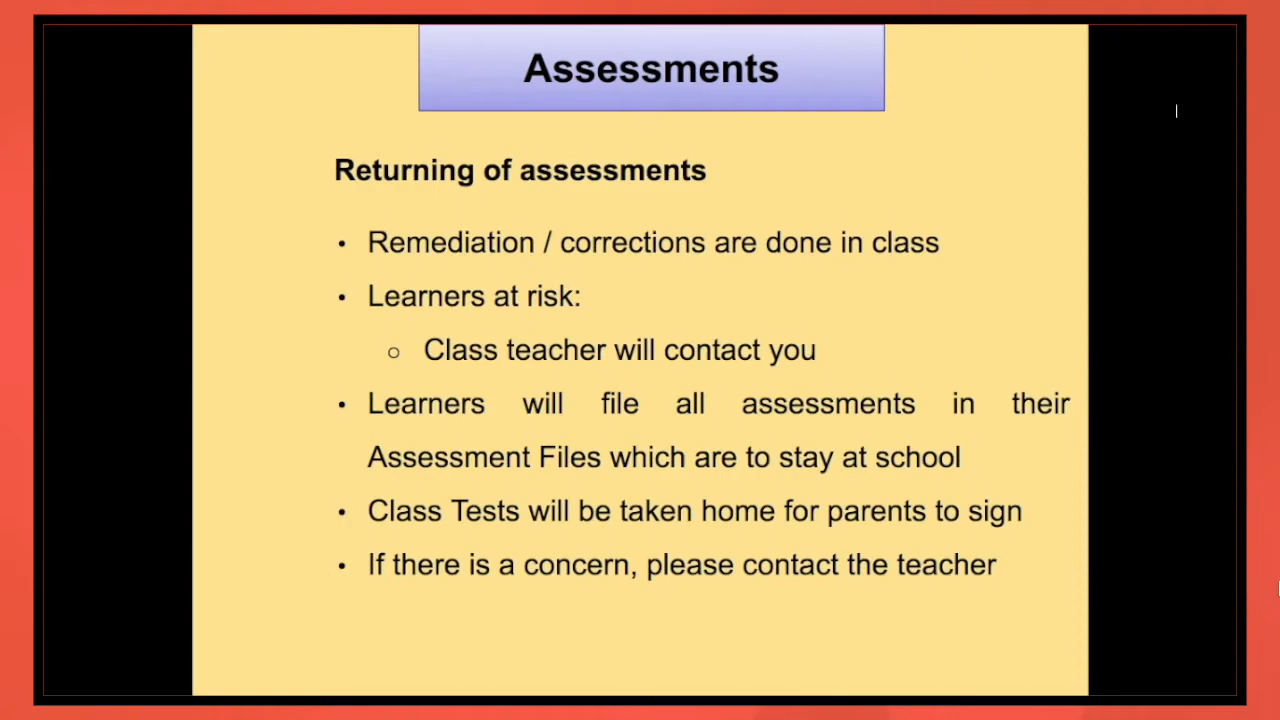 Assessments
Returning of assessments
• Remediation / corrections are done in class
• Learners at risk:
○ Class teacher will contact you
• Learners will file all assessments in their
Assessment Files which are to stay at school
• Class Tests will be taken home for parents to sign
• If there is a concern, please contact the teacher